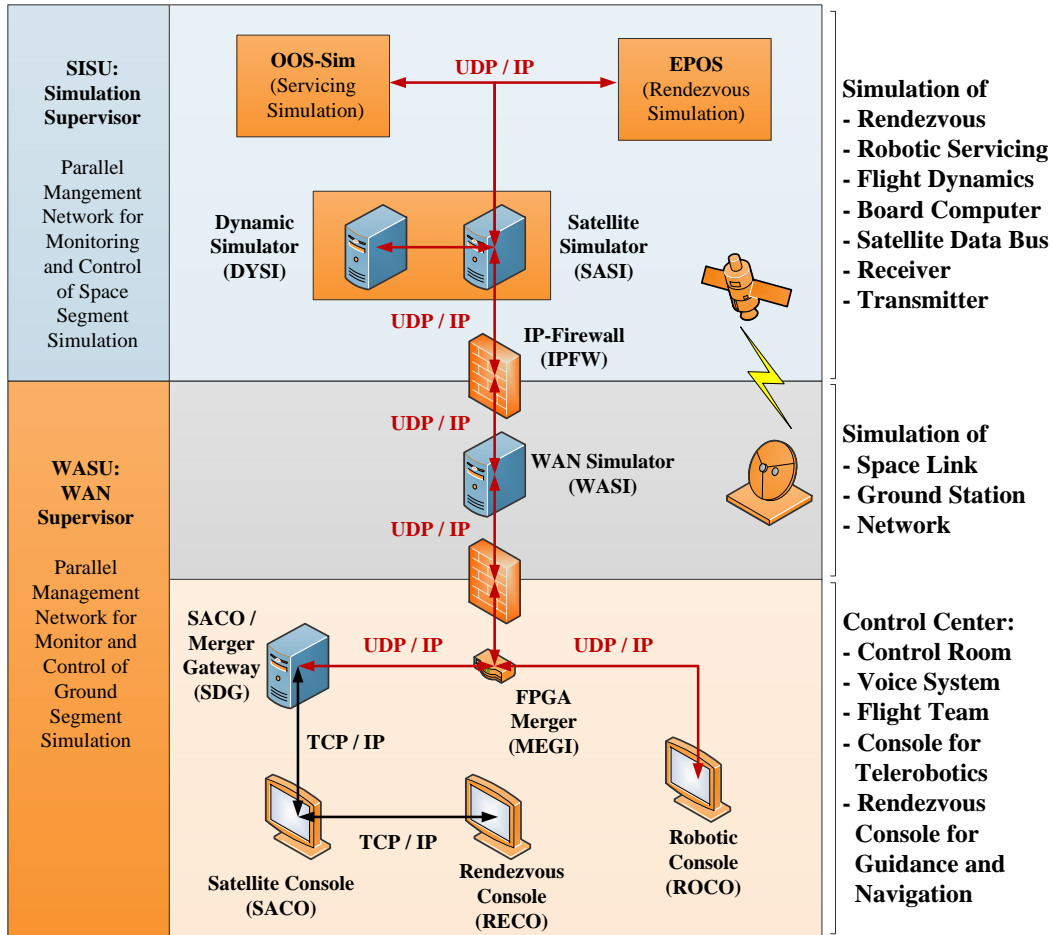 SISU:
Simulation
Supervisor
Parallel
Mangement
Network for
Monitoring
and Control
of Space
Segment
Simulation
OOS-Sim
(Servicing
Simulation)
UDP / IP
EPOS
(Rendezvous
Simulation)
Dynamic
Simulator
(DYSI)
Satellite
Simulator
(SASI)
UDP / IP
IP-Firewall
(IPFW)
Simulation of
- Rendezvous
- Robotic Servicing
- Flight Dynamics
- Board Computer
- Satellite Data Bus
- Receiver
- Transmitter
WASU:
WAN
Supervisor
Parallel
Management
Network for
Monitor and
Control of
Ground
Segment
Simulation
UDP / IP
WAN Simulator
(WASI)
UDP / IP
Simulation of
- Space Link
- Ground Station
- Network
SACO /
Merger
Gateway
(SDG)
UDP / IP
UDP / IP
FPGA
Merger
(MEGI)
TCP / IP
TCP / IP
Satellite Console
(SACO)
Rendezvous
Console
(RECO)
Robotic
Console
(ROCO)
Control Center:
- Control Room
- Voice System
- Flight Team
- Console for
Telerobotics
- Rendezvous
Console for
Guidance and
Navigation